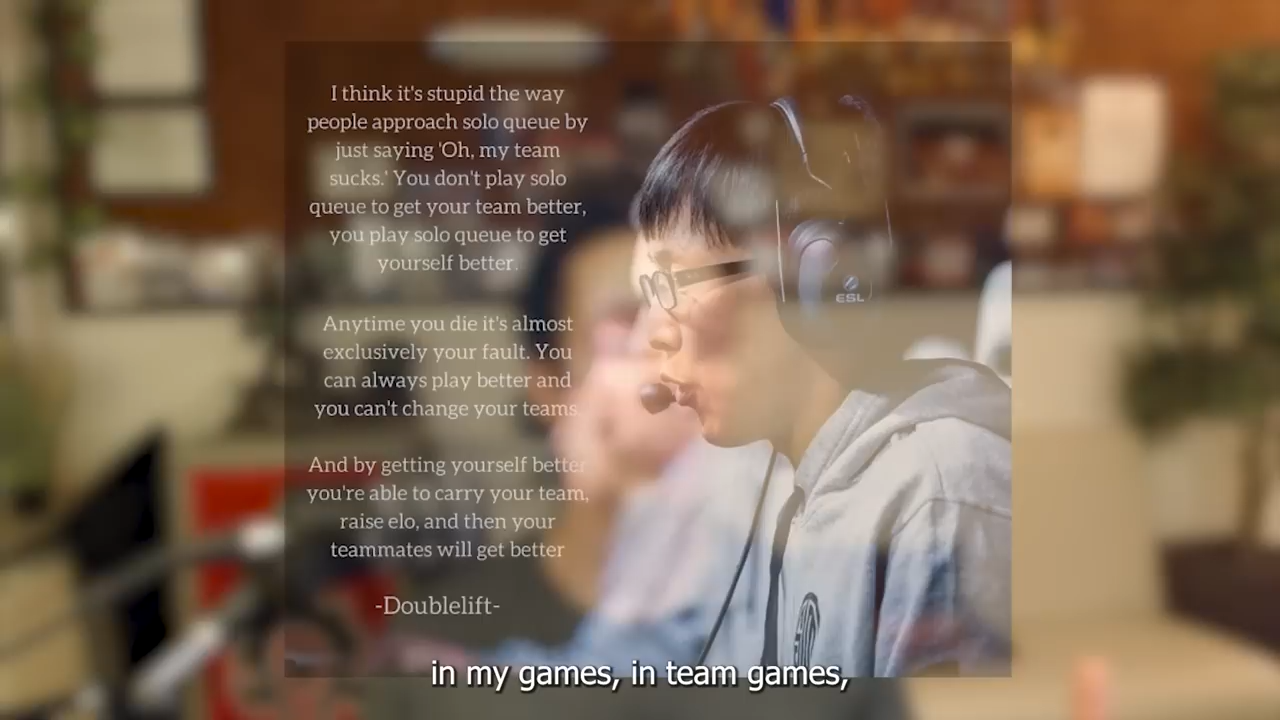 I think it's stupid the way
people approach solo queue by
just saying 'Oh, my team
sucks.' You don't play solo
queue to get your team better,
you play solo queue to get
yourself better.
Anytime you die it's almost
exclusively your fault. You
can always play better and
you can't change your teams.
And by getting yourself better
you're able to carry your team,
raise elo, and then your
teammates will get better
-Doublelift-
ESL
in my games, in team games,